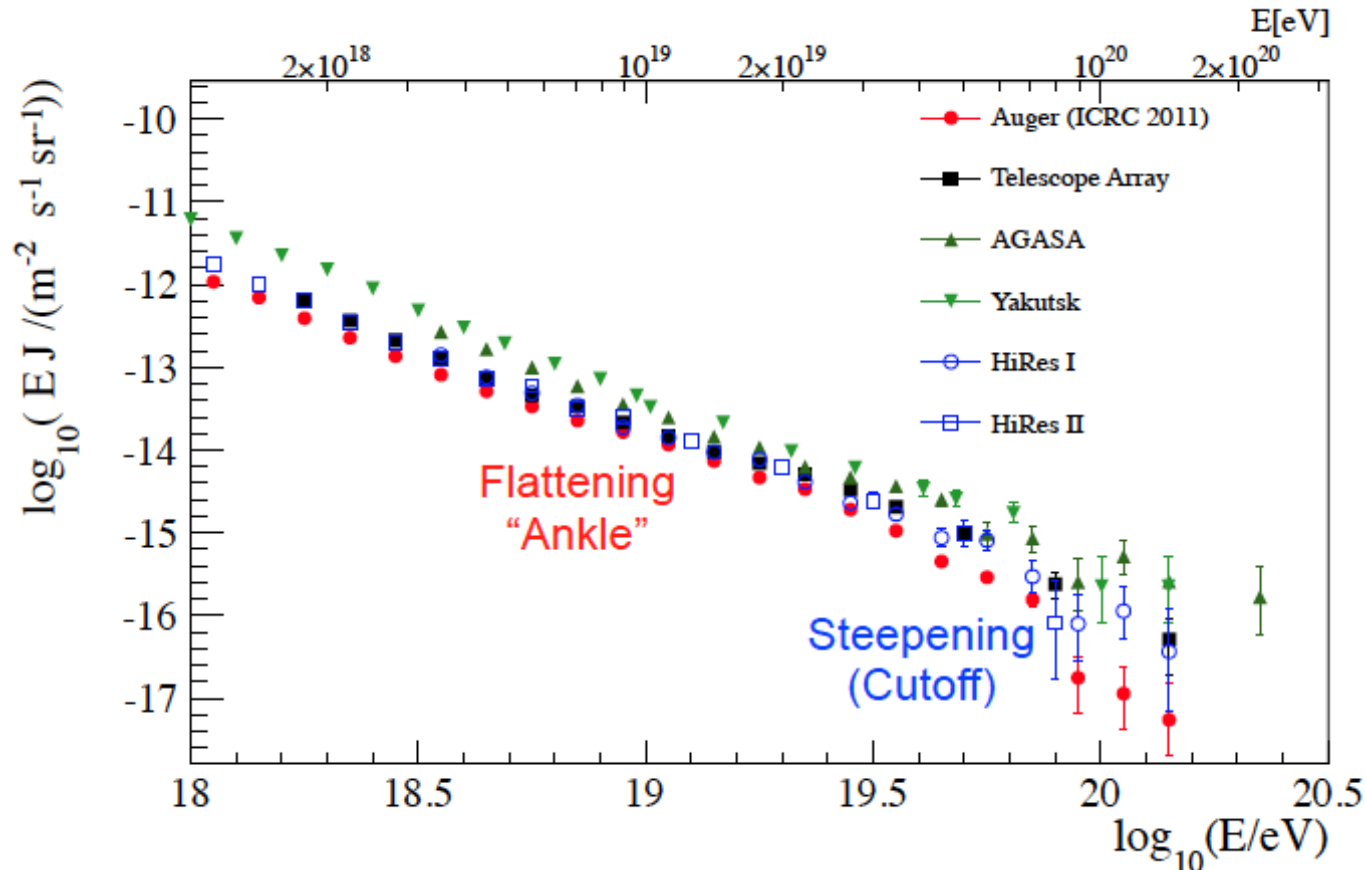 E[eV]
2×10¹⁸ 10¹⁹ 2×10¹⁹ 10²⁰ 2×10²⁰
log₁₀( E J /(m⁻² s⁻¹ sr⁻¹))
-10
-11
-12
-13
-14
-15
-16
-17
Auger (ICRC 2011)
Telescope Array
AGASA
Yakutsk
HiRes I
HiRes II
Flattening
“Ankle”
Steepening
(Cutoff)
18 18.5 19 19.5 20 20.5
log₁₀(E/eV)